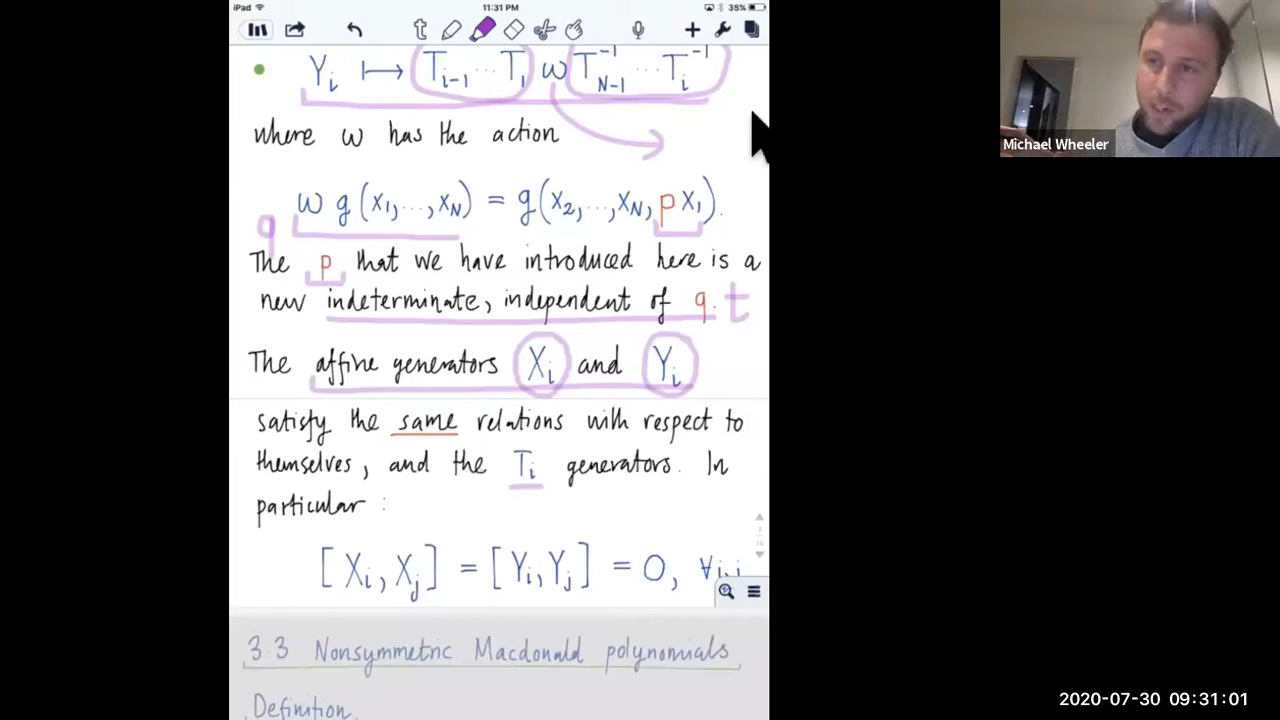 iPad 11:31 PM 35%
Y_i ⟼ T_{i-1} ... T_1 ω T_{N-1}^{-1} ... T_i^{-1}
where ω has the action
ω g(x_1, ..., x_N) = g(x_2, ..., x_N, p x_1).
q
The p that we have introduced here is a
new indeterminate, independent of q. t
The affine generators X_i and Y_i
satisfy the same relations with respect to
themselves, and the T_i generators. In
particular :
[X_i, X_j] = [Y_i, Y_j] = 0, ∀i,j
3.3 Nonsymmetric Macdonald polynomials
Definition.
Michael Wheeler
2020-07-30 09:31:01